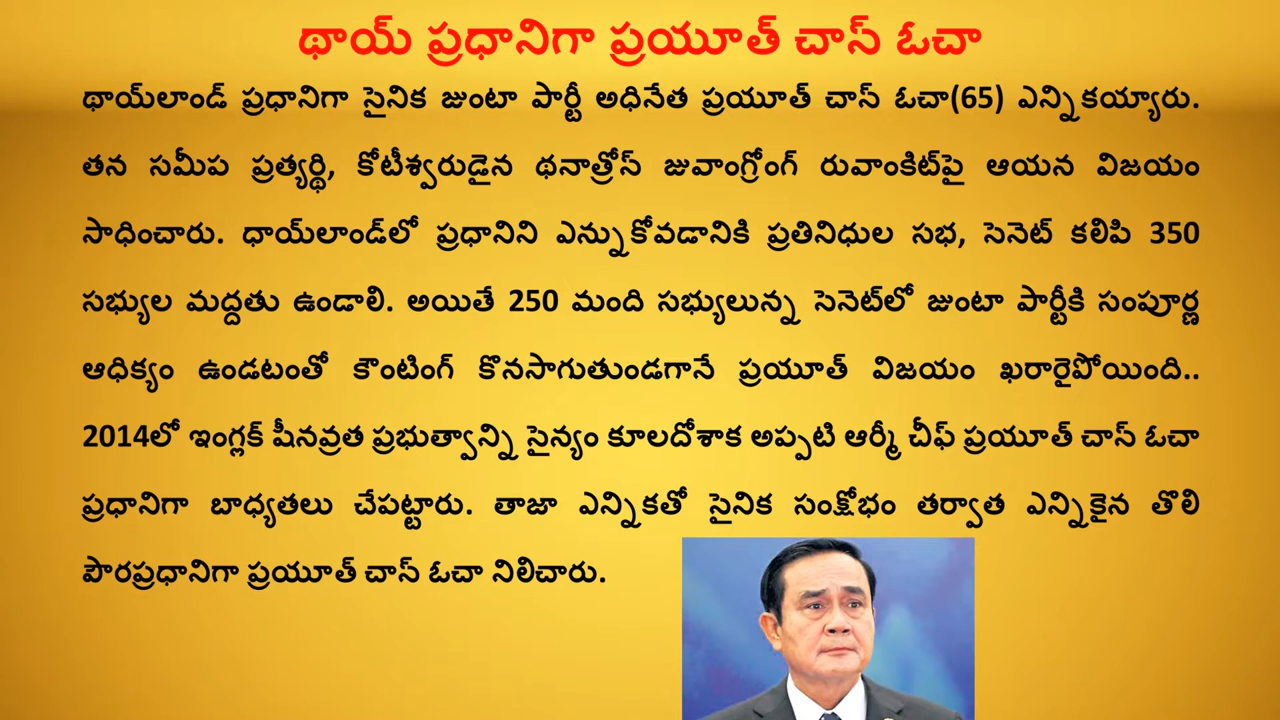 థాయ్ ప్రధానిగా ప్రయూత్ చాన్ ఓచా
థాయ్‌లాండ్ ప్రధానిగా సైనిక జుంటా పార్టీ అధినేత ప్రయూత్ చాన్ ఓచా(65) ఎన్నికయ్యారు.
తన సమీప ప్రత్యర్థి, కోటీశ్వరుడైన థనాత్రోన్ జువాంగ్రోంగ్ రువాంకిట్‌పై ఆయన విజయం
సాధించారు. ధాయ్‌లాండ్‌లో ప్రధానిని ఎన్నుకోవడానికి ప్రతినిధుల సభ, సెనెట్ కలిపి 350
సభ్యుల మద్దతు ఉండాలి. అయితే 250 మంది సభ్యులున్న సెనెట్‌లో జుంటా పార్టీకి సంపూర్ణ
ఆధిక్యం ఉండటంతో కౌంటింగ్ కొనసాగుతుండగానే ప్రయూత్ విజయం ఖరారైపోయింది..
2014లో ఇంగ్లక్ షీనవ్రత ప్రభుత్వాన్ని సైన్యం కూలదోశాక అప్పటి ఆర్మీ చీఫ్ ప్రయూత్ చాన్ ఓచా
ప్రధానిగా బాధ్యతలు చేపట్టారు. తాజా ఎన్నికతో సైనిక సంక్షోభం తర్వాత ఎన్నికైన తొలి
పౌరప్రధానిగా ప్రయూత్ చాన్ ఓచా నిలిచారు.